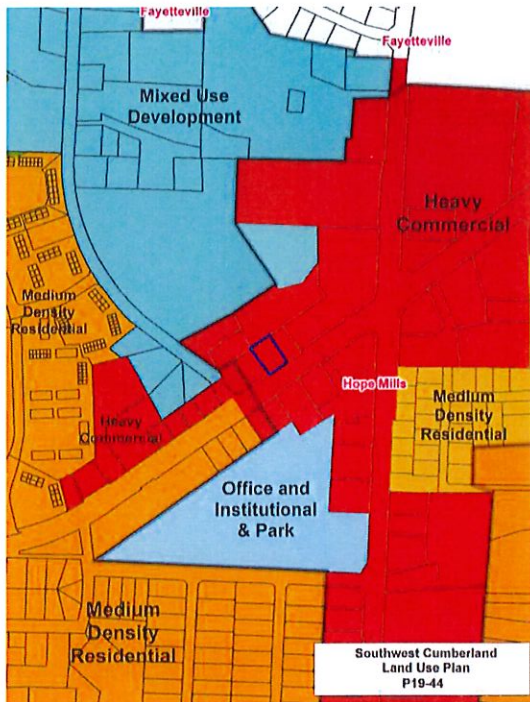 Fayetteville
Fayetteville
Mixed Use
Development
Heavy
Commercial
Medium
Density
Residential
Hope Mills
Medium
Density
Residential
Heavy
Commercial
Office and
Institutional
& Park
Medium
Density
Residential
Southwest Cumberland
Land Use Plan
P19-44